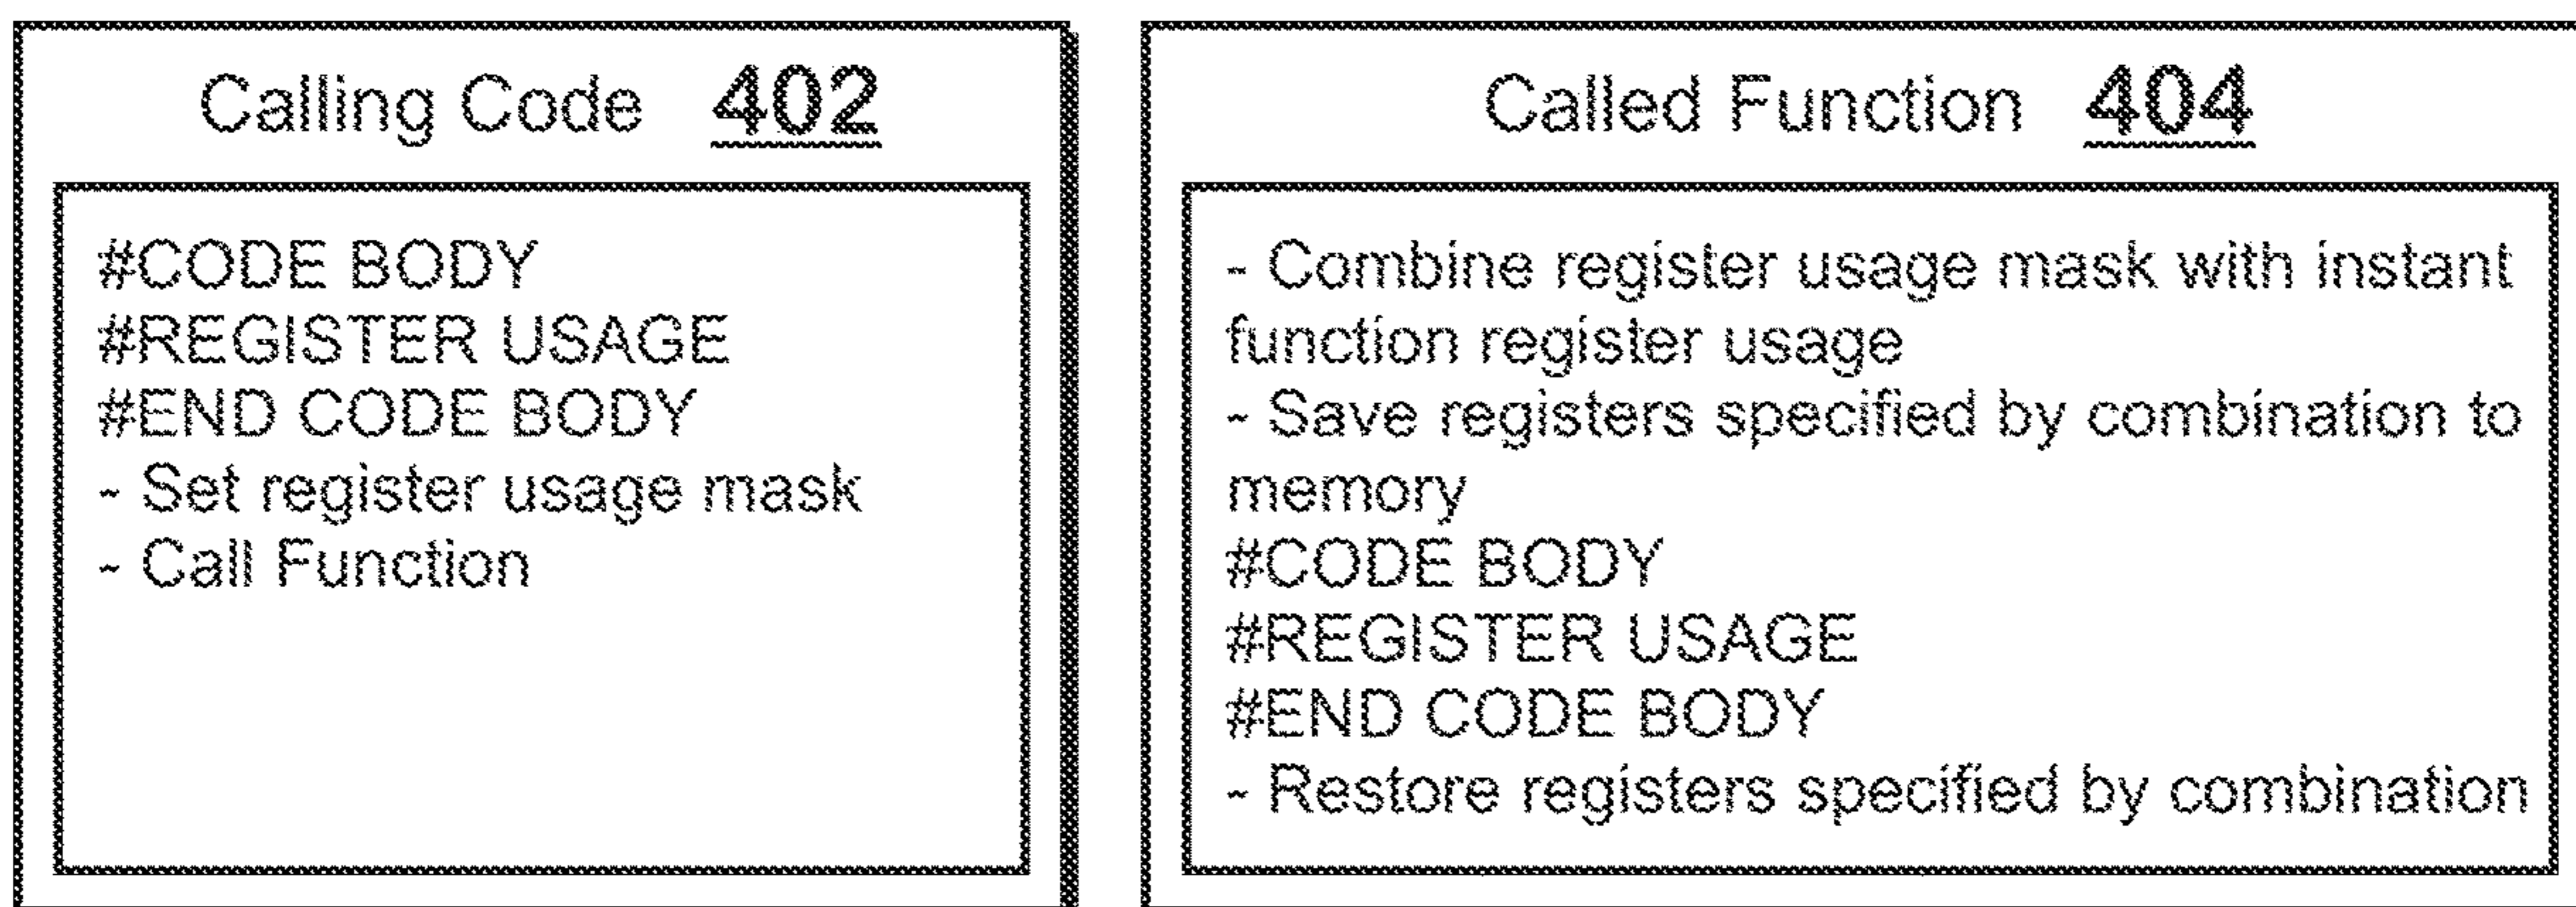 Calling Code 402
#CODE BODY
#REGISTER USAGE
#END CODE BODY
- Set register usage mask
- Call Function
Called Function 404
- Combine register usage mask with instant
function register usage
- Save registers specified by combination to
memory
#CODE BODY
#REGISTER USAGE
#END CODE BODY
- Restore registers specified by combination